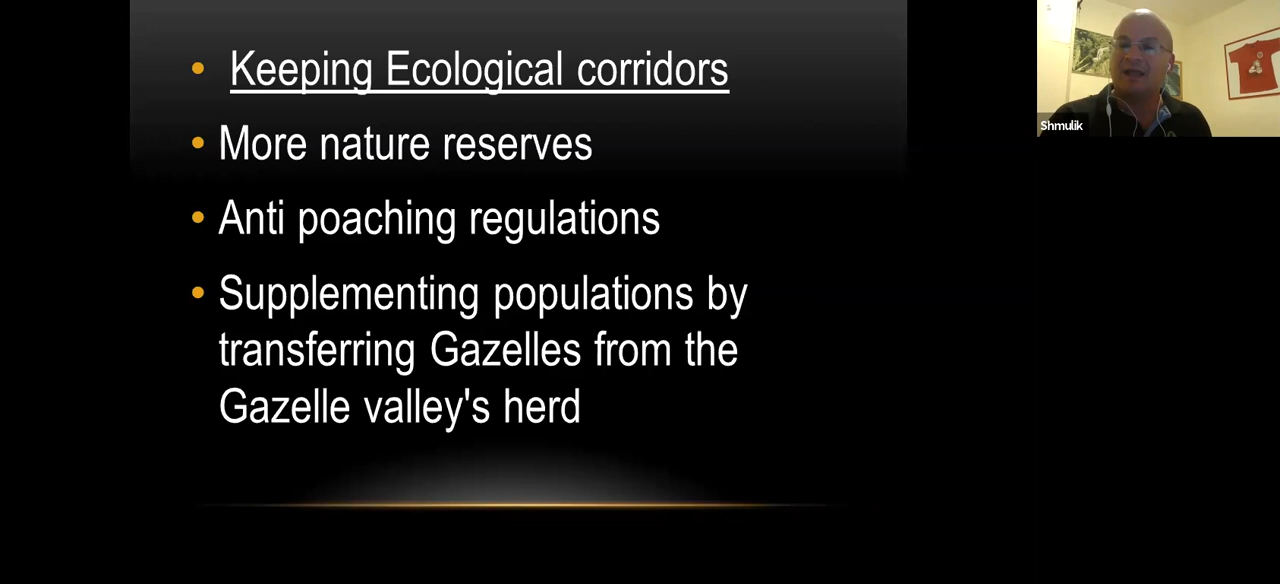 Keeping Ecological corridors
More nature reserves
Anti poaching regulations
Supplementing populations by
transferring Gazelles from the
Gazelle valley's herd
Shmulik